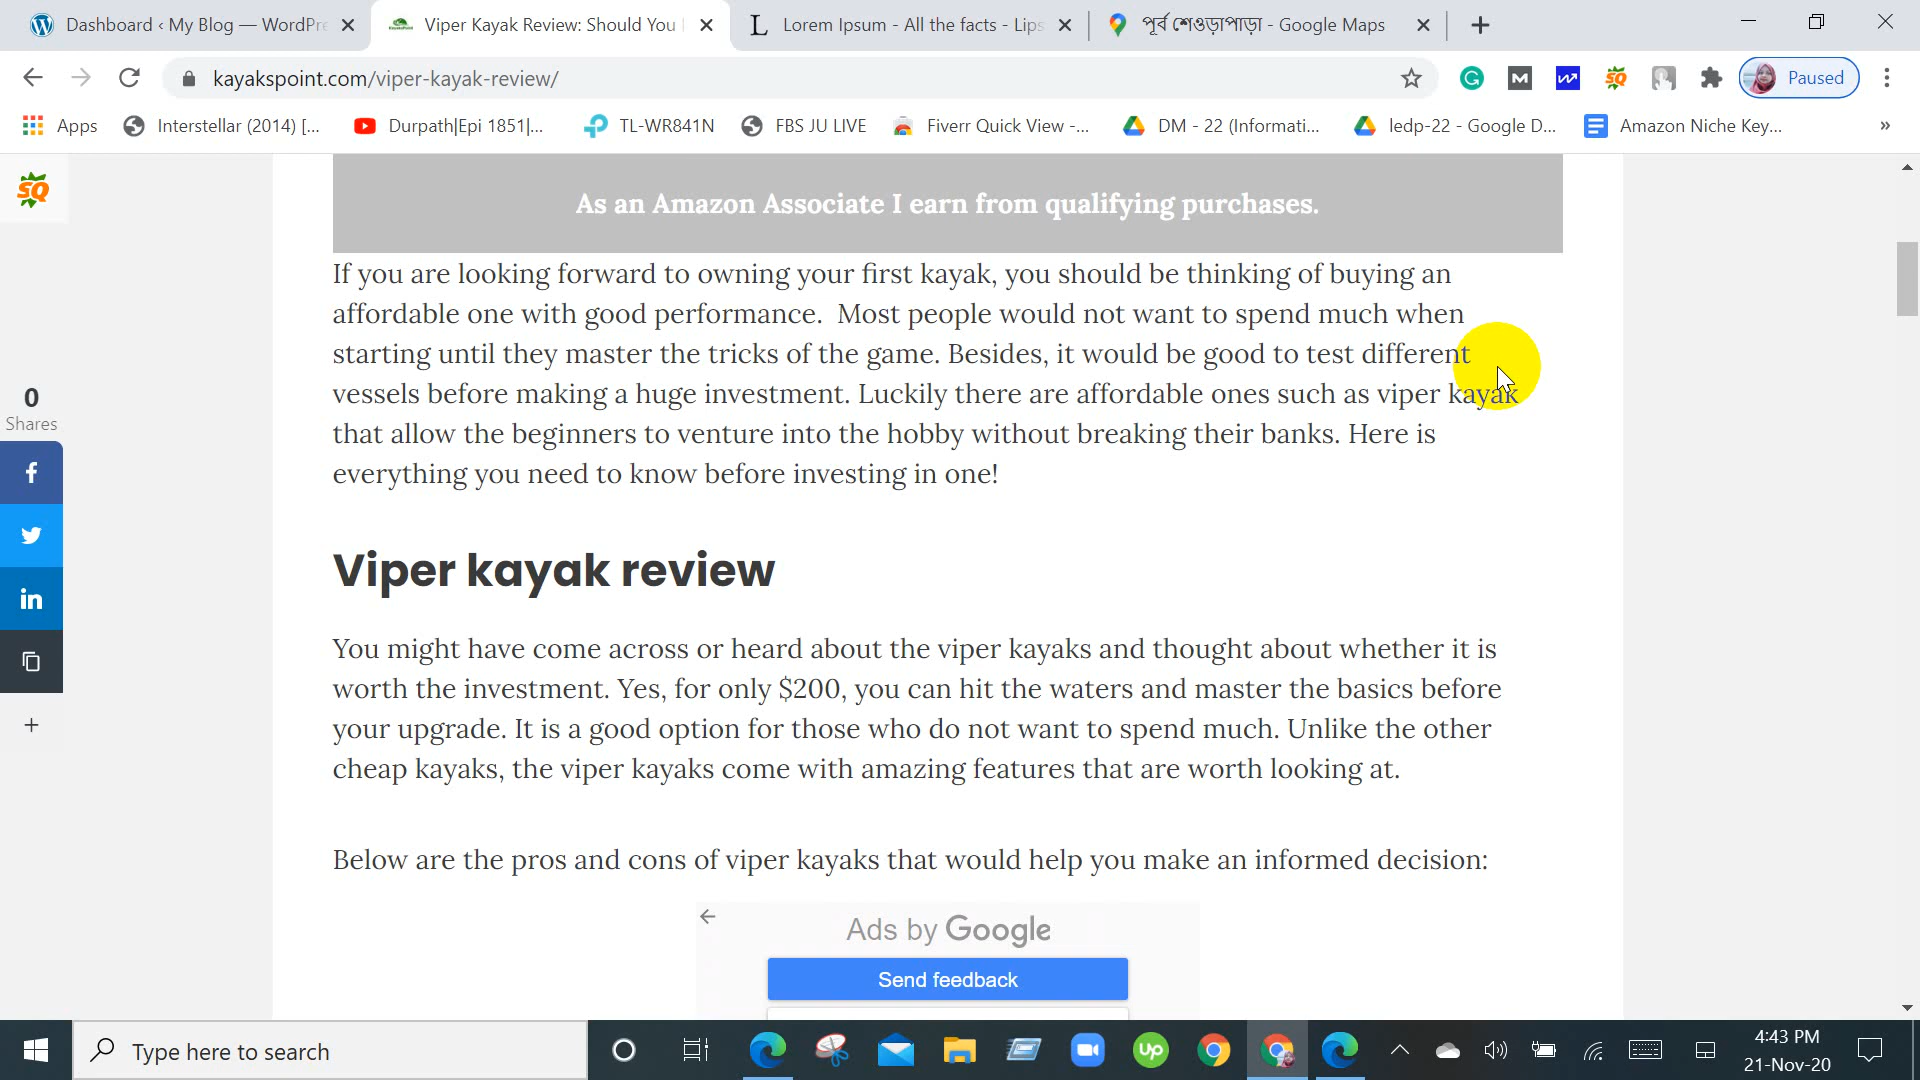 Dashboard ‹ My Blog — WordPre
Viper Kayak Review: Should You
Lorem Ipsum - All the facts - Lips
পূর্ব শেওড়াপাড়া - Google Maps
kayakspoint.com/viper-kayak-review/
Paused
Apps
Interstellar (2014) [...
Durpath|Epi 1851|...
TL-WR841N
FBS JU LIVE
Fiverr Quick View -...
DM - 22 (Informati...
ledp-22 - Google D...
Amazon Niche Key...
»
SQ
As an Amazon Associate I earn from qualifying purchases.
If you are looking forward to owning your first kayak, you should be thinking of buying an
affordable one with good performance.  Most people would not want to spend much when
starting until they master the tricks of the game. Besides, it would be good to test different
vessels before making a huge investment. Luckily there are affordable ones such as viper kayak
that allow the beginners to venture into the hobby without breaking their banks. Here is
everything you need to know before investing in one!
0
Shares
Viper kayak review
You might have come across or heard about the viper kayaks and thought about whether it is
worth the investment. Yes, for only $200, you can hit the waters and master the basics before
your upgrade. It is a good option for those who do not want to spend much. Unlike the other
cheap kayaks, the viper kayaks come with amazing features that are worth looking at.
Below are the pros and cons of viper kayaks that would help you make an informed decision:
Ads by Google
Send feedback
Type here to search
4:43 PM
21-Nov-20